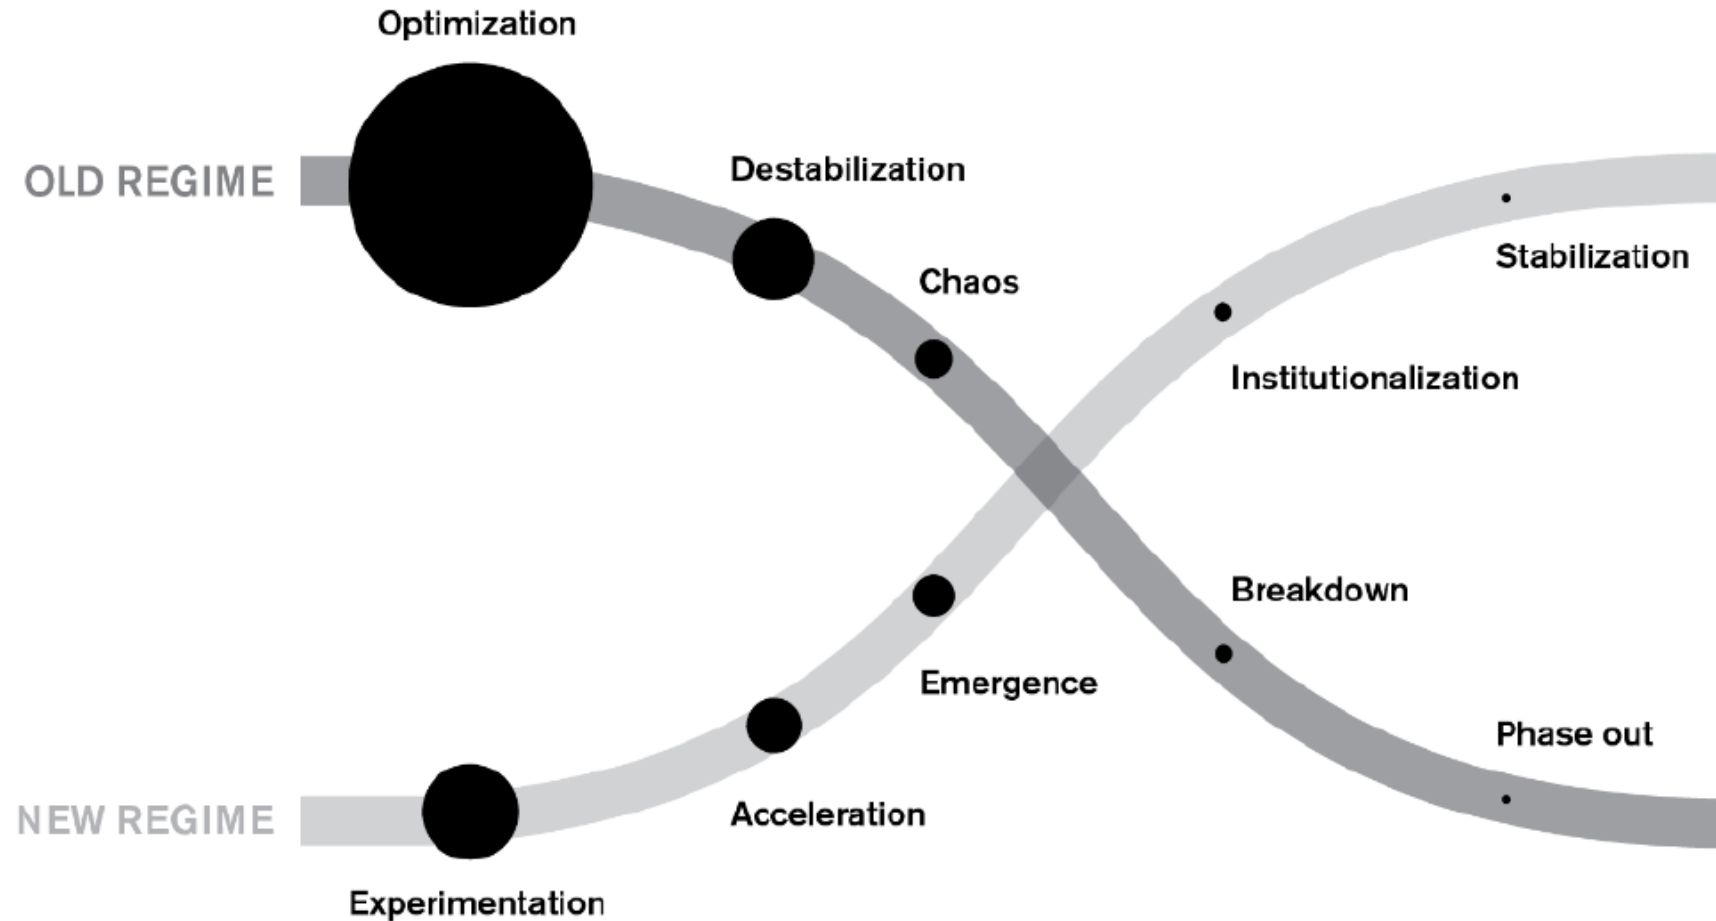 Optimization
OLD REGIME
Destabilization
Chaos
Stabilization
Institutionalization
Breakdown
Emergence
Phase out
NEW REGIME
Acceleration
Experimentation